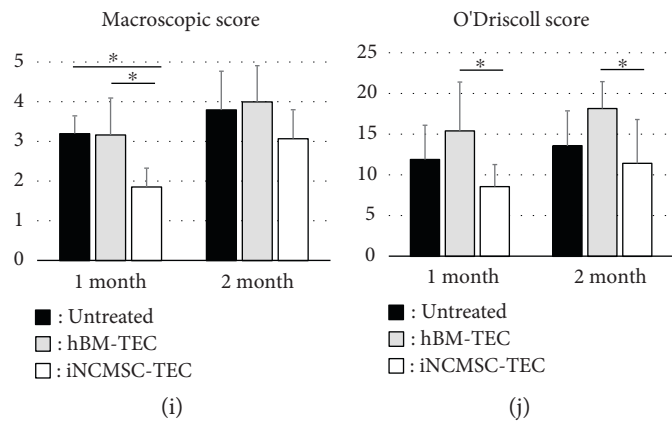 Macroscopic score
*
*
5
4
3
2
1
0
1 month
2 month
: Untreated
: hBM-TEC
: iNCMSC-TEC
(i)
O'Driscoll score
*
*
25
20
15
10
5
0
1 month
2 month
: Untreated
: hBM-TEC
: iNCMSC-TEC
(j)